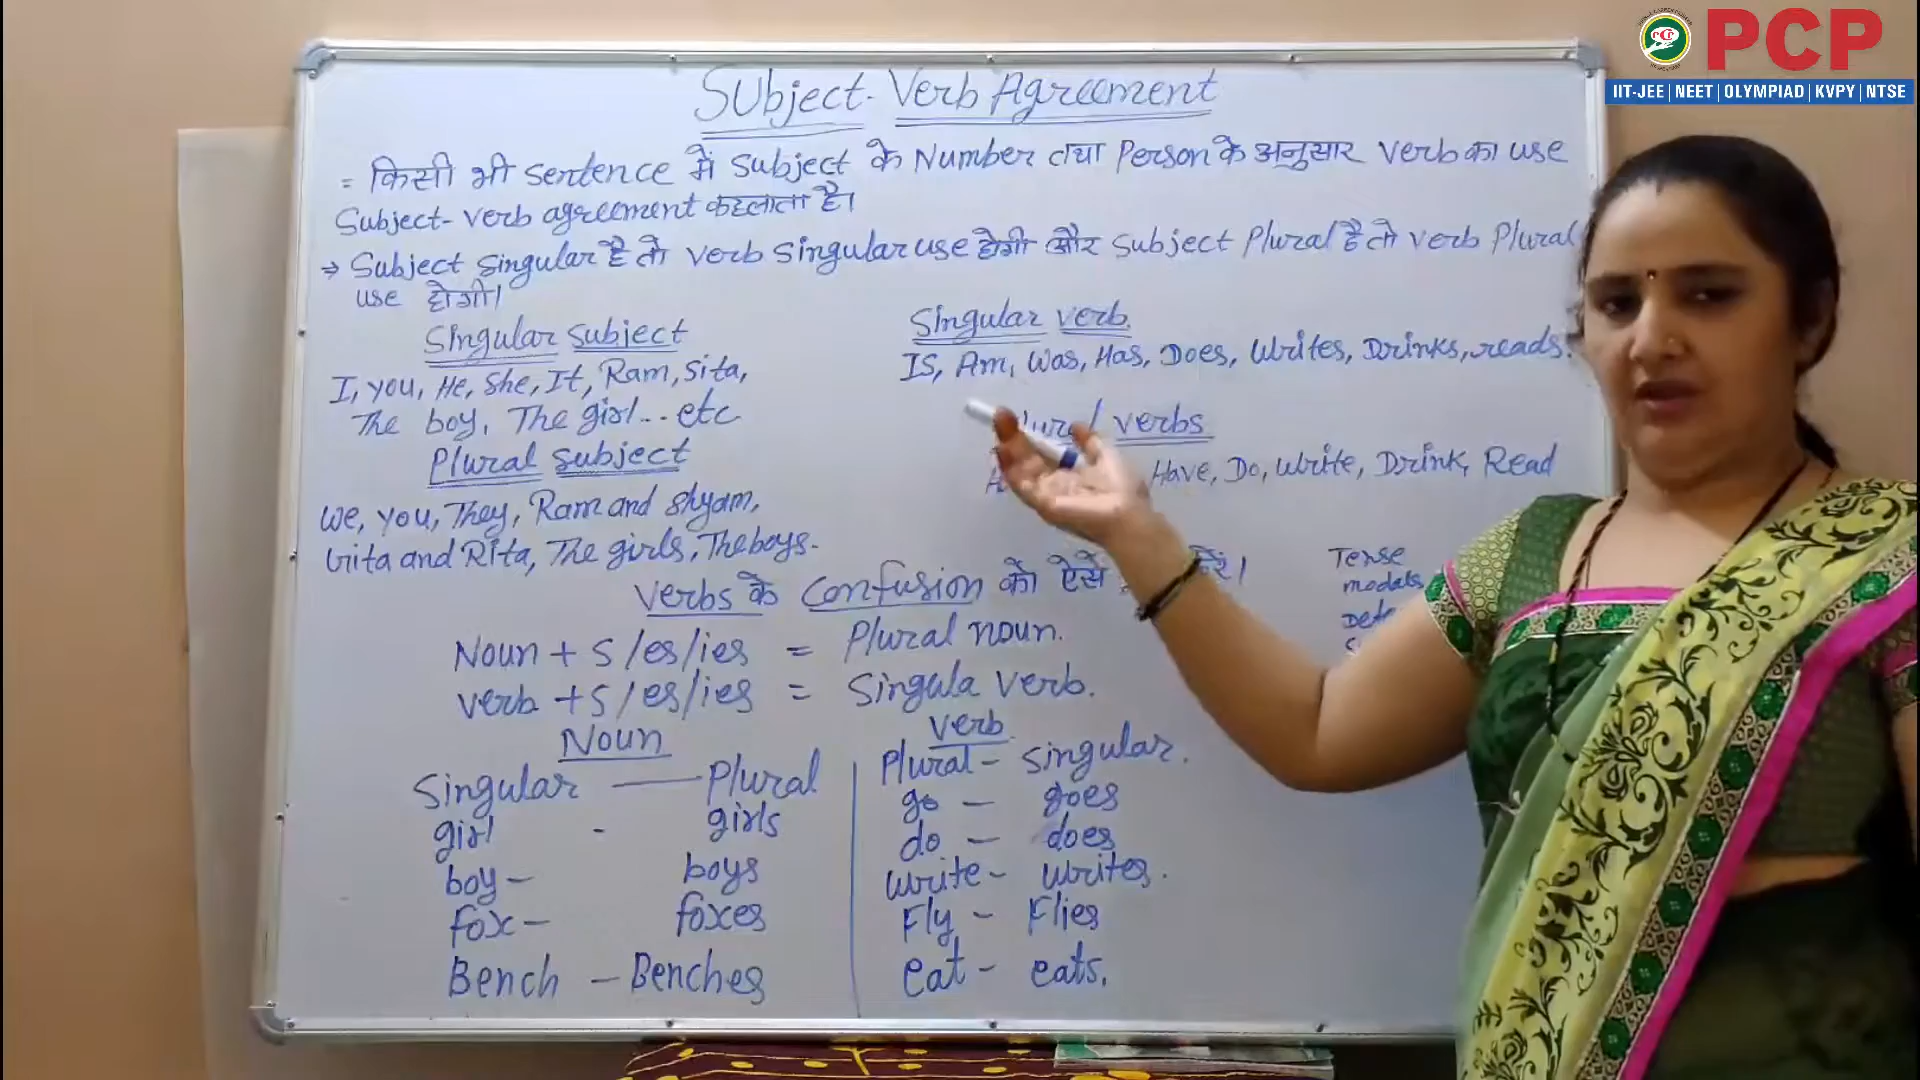 PCP
PCP
IIT-JEE | NEET | OLYMPIAD | KVPY | NTSE
Subject-Verb Agreement
= किसी भी Sentence में Subject के Number तथा Person के अनुसार Verb का use
Subject-Verb agreement कहलाता है।
→ Subject Singular है तो Verb Singular use होगी और Subject Plural है तो Verb Plural
use होगी।
Singular Subject
I, you, He, She, It, Ram, Sita,
The boy, The girl... etc
Plural Subject
We, you, They, Ram and Shyam,
Gita and Rita, The girls, The boys.
Singular verb.
Is, Am, Was, Has, Does, Writes, Drinks, reads.
Plural verbs
Have, Do, Write, Drink, Read
Tense
models
Verbs के Confusion को ऐसे
Noun + s/es/ies = Plural noun.
Verb + s/es/ies = Singula verb.
Noun
Singular — Plural
girl - girls
boy - boys
fox - foxes
Bench - Benches
Verb
Plural - Singular.
go - goes
do - does
write - writes.
Fly - Flies
eat - eats.